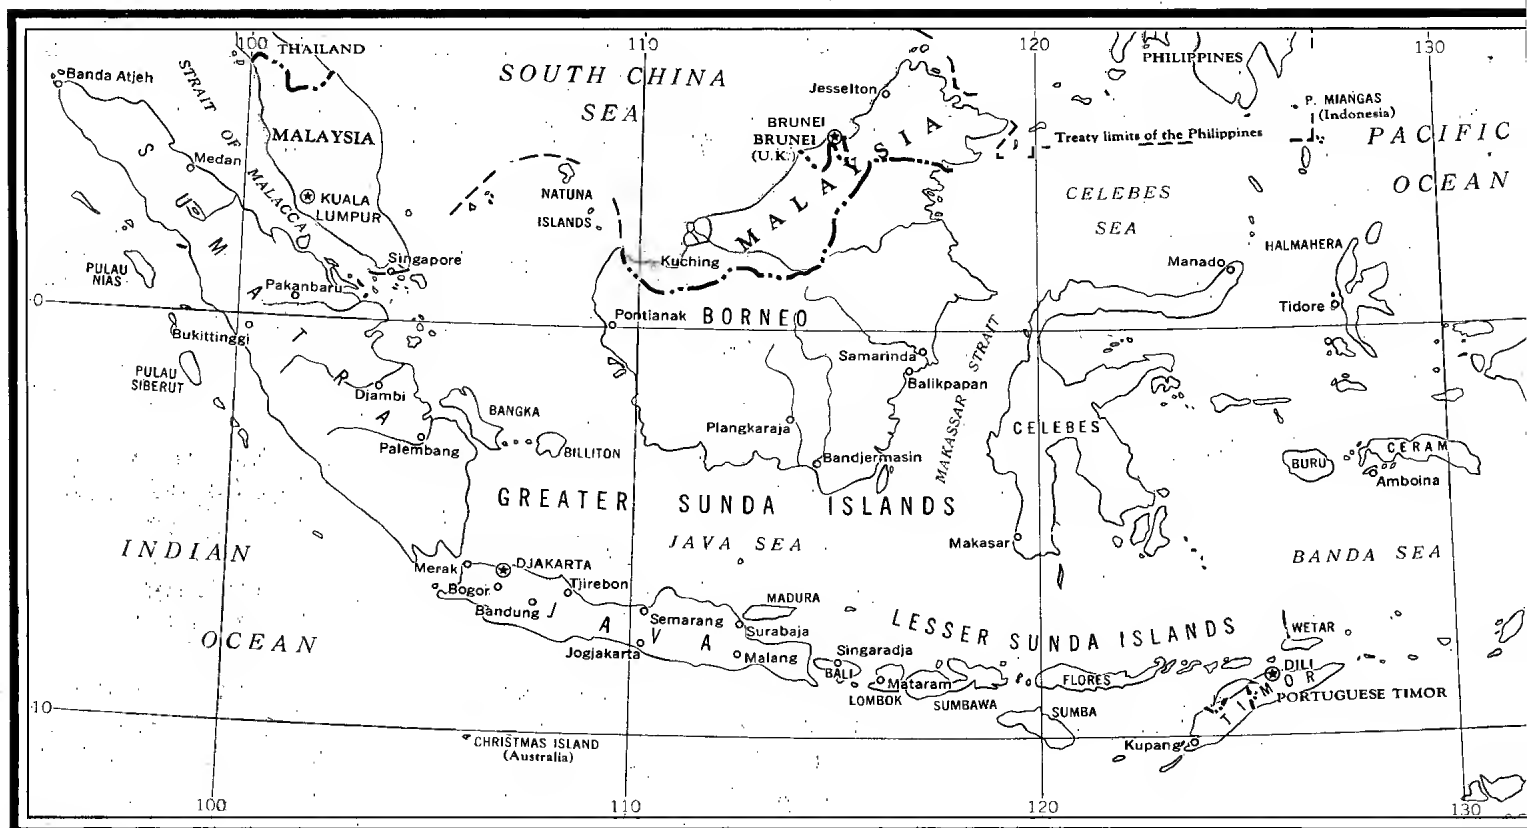 100
110
120
130
THAILAND
PHILIPPINES
Banda Atjeh
STRAIT OF MALACCA
SOUTH CHINA
SEA
Jesselton
P. MIANGAS
(Indonesia)
MALAYSIA
BRUNEI
BRUNEI
(U.K.)
Treaty limits of the Philippines
PACIFIC
OCEAN
Medan
SUMATRA
KUALA
LUMPUR
NATUNA
ISLANDS
MALAYSIA
CELEBES
SEA
HALMAHERA
PULAU
NIAS
Singapore
Kuching
Manado
Pakanbaru
0
Tidore
Bukittinggi
Pontianak
BORNEO
MAKASSAR STRAIT
Samarinda
PULAU
SIBERUT
Balikpapan
Djambi
BANGKA
Plangkaraja
CELEBES
Palembang
BILLITON
Bandjermasin
BURU
CERAM
Amboina
GREATER SUNDA ISLANDS
INDIAN
OCEAN
JAVA SEA
Makasar
BANDA SEA
Merak
DJAKARTA
Bogor
Tjirebon
Bandung
JAVA
MADURA
Semarang
Surabaja
LESSER SUNDA ISLANDS
WETAR
Jogjakarta
Malang
Singaradja
BALI
Mataram
LOMBOK
SUMBAWA
FLORES
DILI
TIMOR
PORTUGUESE TIMOR
10
SUMBA
Kupang
CHRISTMAS ISLAND
(Australia)
100
110
120
130